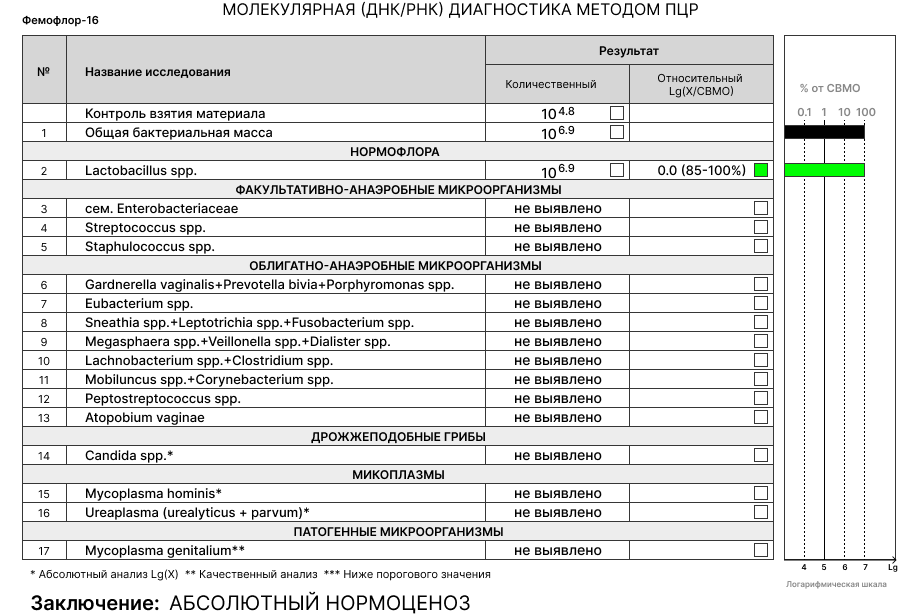 МОЛЕКУЛЯРНАЯ (ДНК/РНК) ДИАГНОСТИКА МЕТОДОМ ПЦР
Фемофлор-16
№ Название исследования Результат
Количественный Относительный Lg(X/СВМО)
% от СВМО
0.1 1 10 100
Контроль взятия материала 10^4.8
1 Общая бактериальная масса 10^6.9
НОРМОФЛОРА
2 Lactobacillus spp. 10^6.9 0.0 (85-100%)
ФАКУЛЬТАТИВНО-АНАЭРОБНЫЕ МИКРООРГАНИЗМЫ
3 сем. Enterobacteriaceae не выявлено
4 Streptococcus spp. не выявлено
5 Staphulococcus spp. не выявлено
ОБЛИГАТНО-АНАЭРОБНЫЕ МИКРООРГАНИЗМЫ
6 Gardnerella vaginalis+Prevotella bivia+Porphyromonas spp. не выявлено
7 Eubacterium spp. не выявлено
8 Sneathia spp.+Leptotrichia spp.+Fusobacterium spp. не выявлено
9 Megasphaera spp.+Veillonella spp.+Dialister spp. не выявлено
10 Lachnobacterium spp.+Clostridium spp. не выявлено
11 Mobiluncus spp.+Corynebacterium spp. не выявлено
12 Peptostreptococcus spp. не выявлено
13 Atopobium vaginae не выявлено
ДРОЖЖЕПОДОБНЫЕ ГРИБЫ
14 Candida spp.* не выявлено
МИКОПЛАЗМЫ
15 Mycoplasma hominis* не выявлено
16 Ureaplasma (urealyticus + parvum)* не выявлено
ПАТОГЕННЫЕ МИКРООРГАНИЗМЫ
17 Mycoplasma genitalium** не выявлено
4 5 6 7 Lg
Логарифмическая шкала
* Абсолютный анализ Lg(X) ** Качественный анализ *** Ниже порогового значения
Заключение: АБСОЛЮТНЫЙ НОРМОЦЕНОЗ